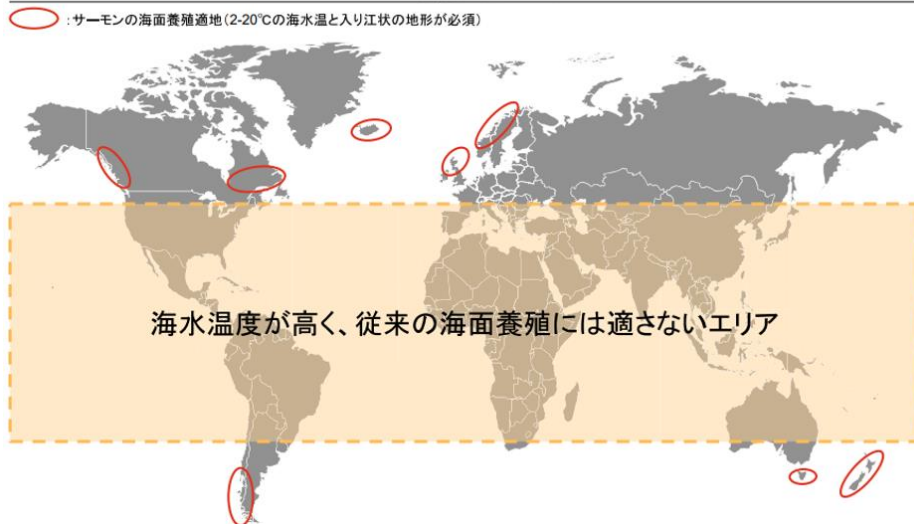 ：サーモンの海面養殖適地（2-20℃の海水温と入り江状の地形が必須）
海水温度が高く、従来の海面養殖には適さないエリア